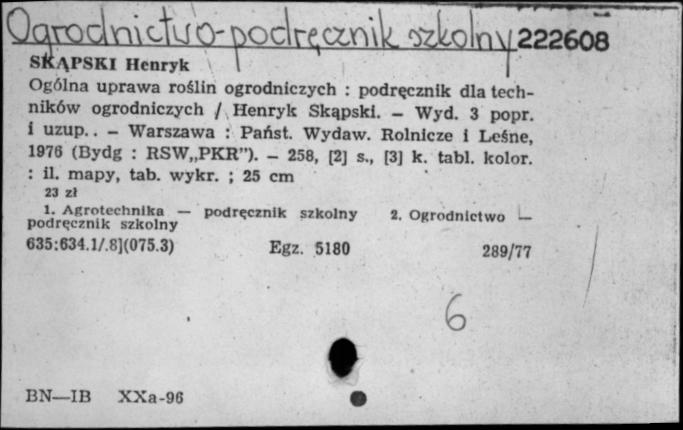 Ogrodnictwo-podręcznik szkolny 222608
SKĄPSKI Henryk
Ogólna uprawa roślin ogrodniczych : podręcznik dla tech-
ników ogrodniczych / Henryk Skąpski. — Wyd. 3 popr.
i uzup.. — Warszawa : Państ. Wydaw. Rolnicze i Leśne,
1976 (Bydg : RSW„PKR”). — 258, [2] s., [3] k. tabl. kolor.
: il. mapy, tab. wykr. ; 25 cm
23 zł
1. Agrotechnika — podręcznik szkolny 2. Ogrodnictwo —
podręcznik szkolny
635:634.1/.8](075.3) Egz. 5180 289/77
6
BN—IB XXa-96